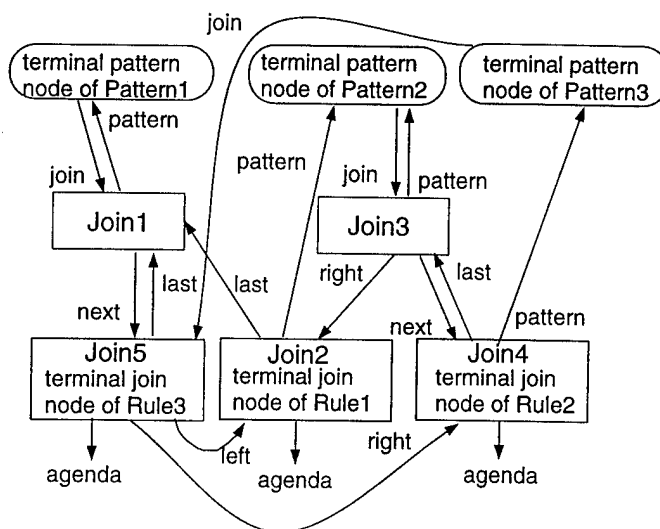 join
terminal pattern
node of Pattern1
terminal pattern
node of Pattern2
terminal pattern
node of Pattern3
pattern
join
pattern
join
pattern
Join1
Join3
last
last
right
last
next
next
pattern
Join5
terminal join
node of Rule3
Join2
terminal join
node of Rule1
Join4
terminal join
node of Rule2
left
right
agenda
agenda
agenda